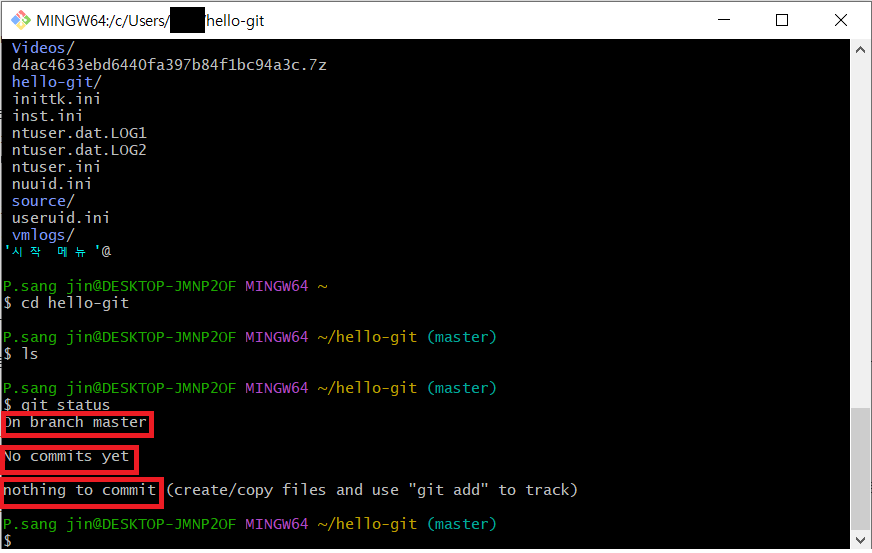 MINGW64:/c/Users/ /hello-git
Videos/
d4ac4633ebd6440fa397b84f1bc94a3c.7z
hello-git/
inittk.ini
inst.ini
ntuser.dat.LOG1
ntuser.dat.LOG2
ntuser.ini
nuuid.ini
source/
useruid.ini
vmlogs/
'시작 메뉴'@
P.sang jin@DESKTOP-JMNP2OF MINGW64 ~
$ cd hello-git
P.sang jin@DESKTOP-JMNP2OF MINGW64 ~/hello-git (master)
$ ls
P.sang jin@DESKTOP-JMNP2OF MINGW64 ~/hello-git (master)
$ git status
On branch master
No commits yet
nothing to commit (create/copy files and use "git add" to track)
P.sang jin@DESKTOP-JMNP2OF MINGW64 ~/hello-git (master)
$